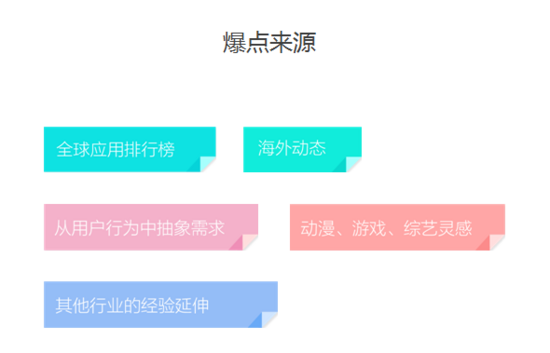 爆点来源
全球应用排行榜
海外动态
从用户行为中抽象需求
动漫、游戏、综艺灵感
其他行业的经验延伸